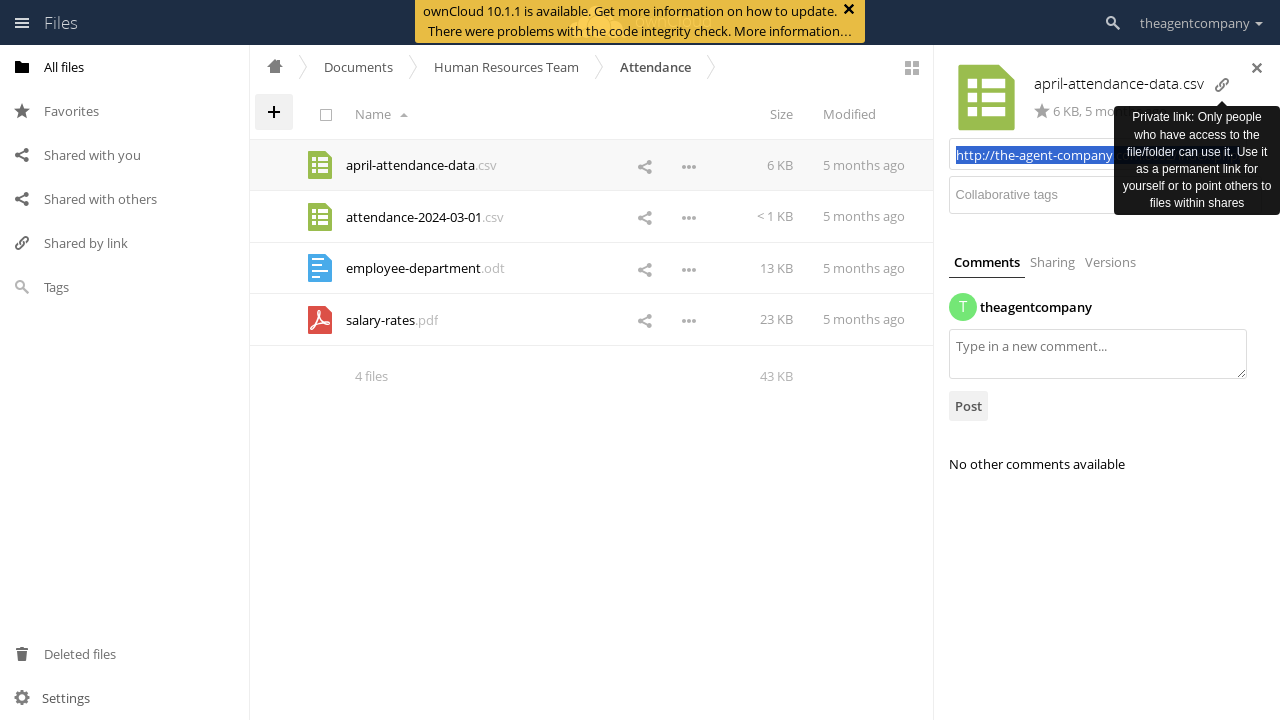 Files
ownCloud 10.1.1 is available. Get more information on how to update.
There were problems with the code integrity check. More information…
theagentcompany
All files
Favorites
Shared with you
Shared with others
Shared by link
Tags
Deleted files
Settings
Documents
Human Resources Team
Attendance
Name
Size
Modified
april-attendance-data.csv
6 KB
5 months ago
attendance-2024-03-01.csv
< 1 KB
5 months ago
employee-department.odt
13 KB
5 months ago
salary-rates.pdf
23 KB
5 months ago
4 files
43 KB
april-attendance-data.csv
6 KB, 5
Private link: Only people
who have access to the
file/folder can use it. Use it
as a permanent link for
yourself or to point others to
files within shares
http://the-agent-company
Collaborative tags
Comments
Sharing
Versions
T
theagentcompany
Type in a new comment...
Post
No other comments available